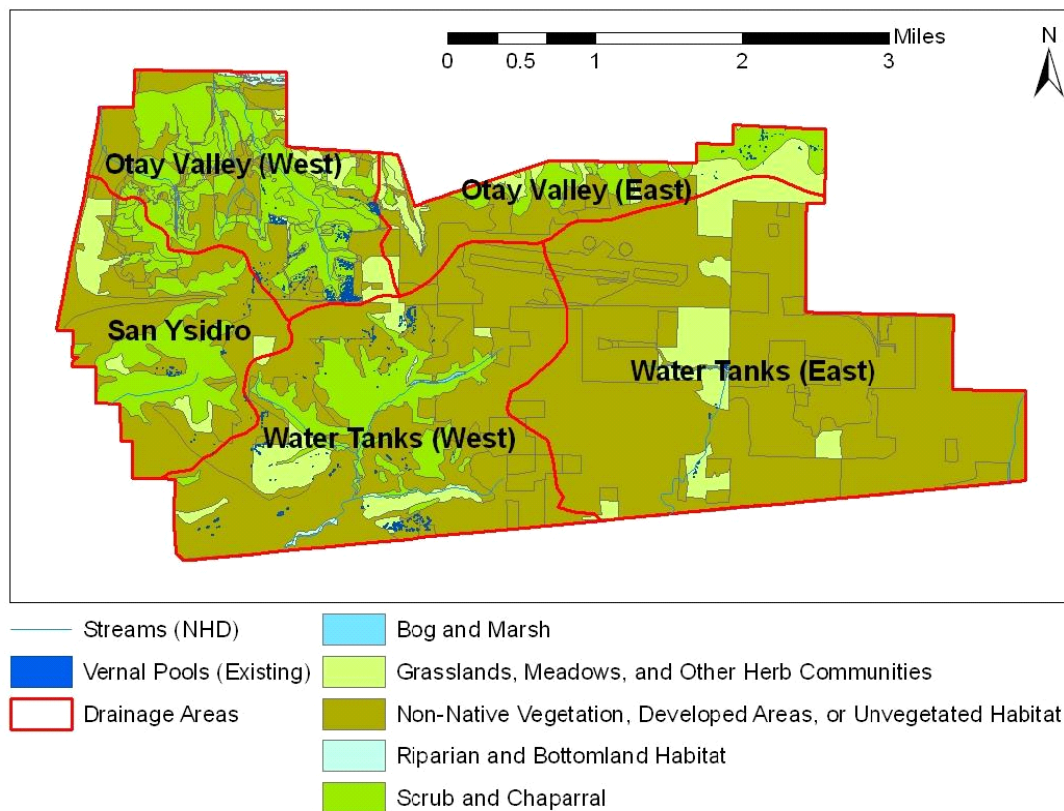 Miles
N
0 0.5 1 2 3
Otay Valley (West)
Otay Valley (East)
San Ysidro
Water Tanks (East)
Water Tanks (West)
Streams (NHD)
Vernal Pools (Existing)
Drainage Areas
Bog and Marsh
Grasslands, Meadows, and Other Herb Communities
Non-Native Vegetation, Developed Areas, or Unvegetated Habitat
Riparian and Bottomland Habitat
Scrub and Chaparral